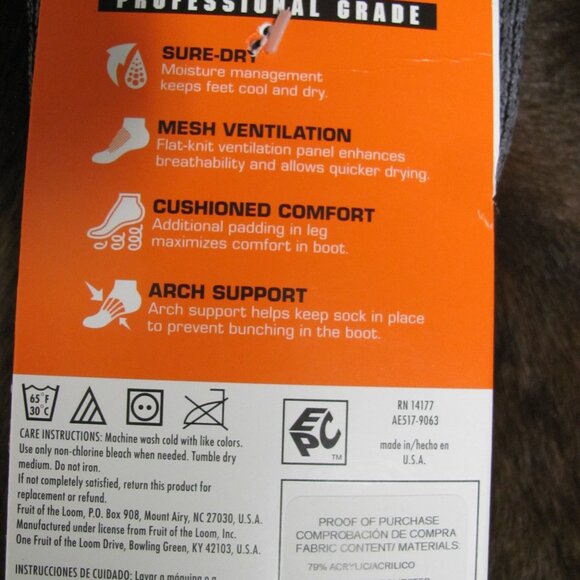 PROFESSIONAL GRADE
SURE-DRY
Moisture management
keeps feet cool and dry.
MESH VENTILATION
Flat-knit ventilation panel enhances
breathability and allows quicker drying.
CUSHIONED COMFORT
Additional padding in leg
maximizes comfort in boot.
ARCH SUPPORT
Arch support helps keep sock in place
to prevent bunching in the boot.
65°F
30°C
CARE INSTRUCTIONS: Machine wash cold with like colors.
Use only non-chlorine bleach when needed. Tumble dry
medium. Do not iron.
If not completely satisfied, return this product for
replacement or refund.
Fruit of the Loom, P.O. Box 908, Mount Airy, NC 27030, U.S.A.
Manufactured under license from Fruit of the Loom, Inc.
One Fruit of the Loom Drive, Bowling Green, KY 42103, U.S.A.
INSTRUCCIONES DE CUIDADO: Lavar a máquina o a
EPC
TM
RN 14177
AE517-9063
made in/hecho en
U.S.A.
PROOF OF PURCHASE
COMPROBACIÓN DE COMPRA
FABRIC CONTENT/ MATERIALS:
79% ACRYLIC/ACRILICO